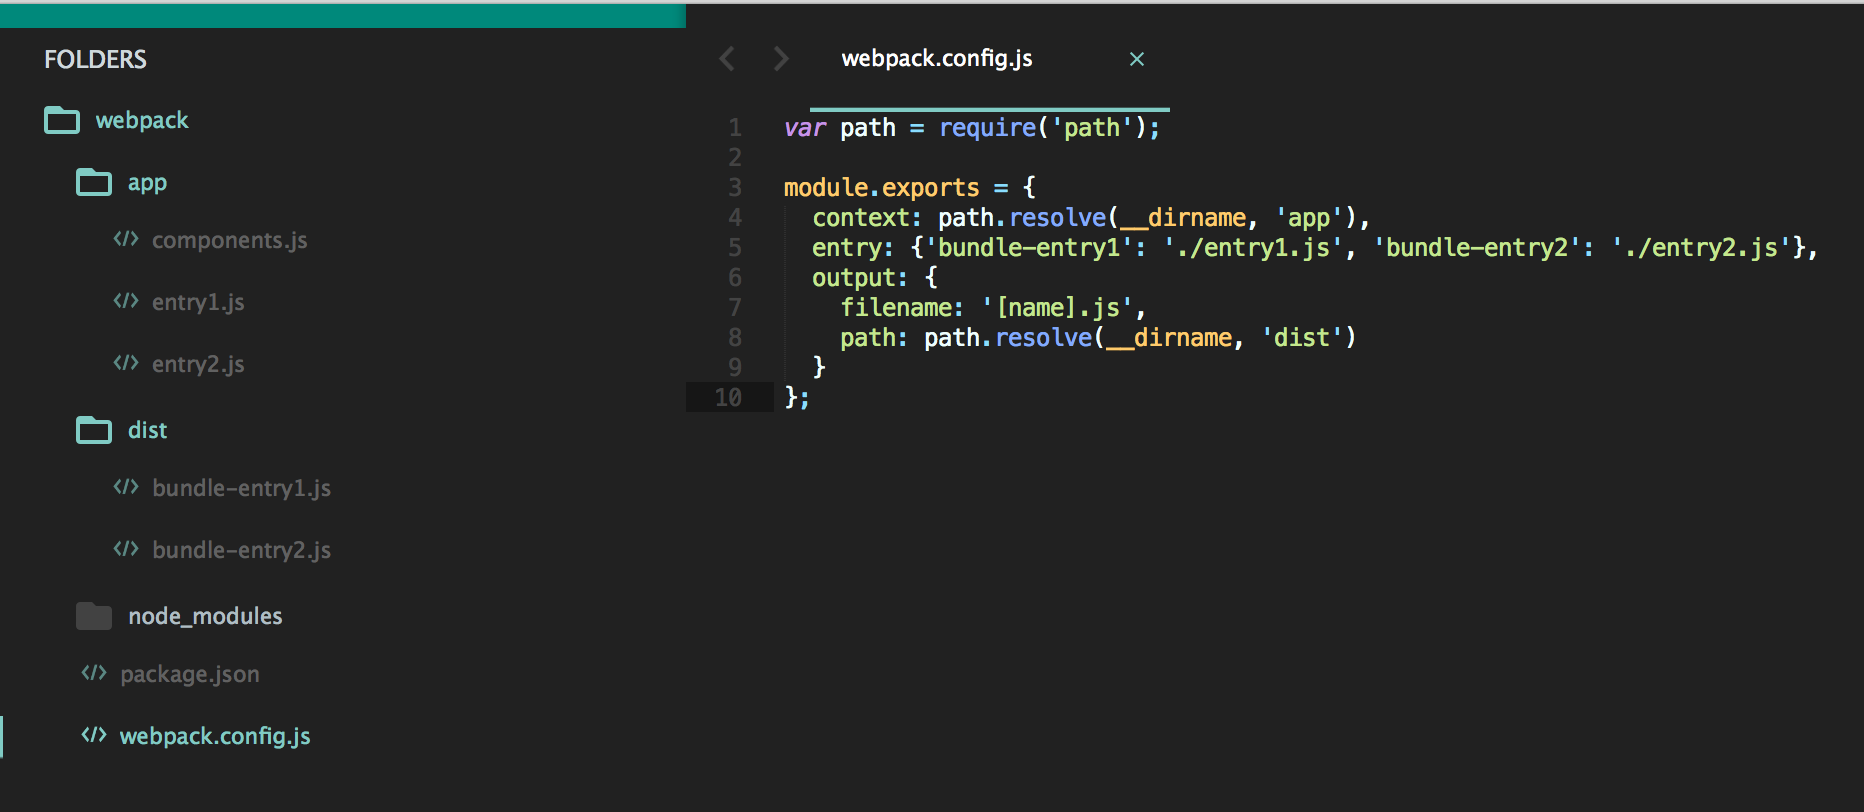 FOLDERS
webpack
app
components.js
entry1.js
entry2.js
dist
bundle-entry1.js
bundle-entry2.js
node_modules
package.json
webpack.config.js
webpack.config.js ×
1 var path = require('path');
2
3 module.exports = {
4   context: path.resolve(__dirname, 'app'),
5   entry: {'bundle-entry1': './entry1.js', 'bundle-entry2': './entry2.js'},
6   output: {
7     filename: '[name].js',
8     path: path.resolve(__dirname, 'dist')
9   }
10 };